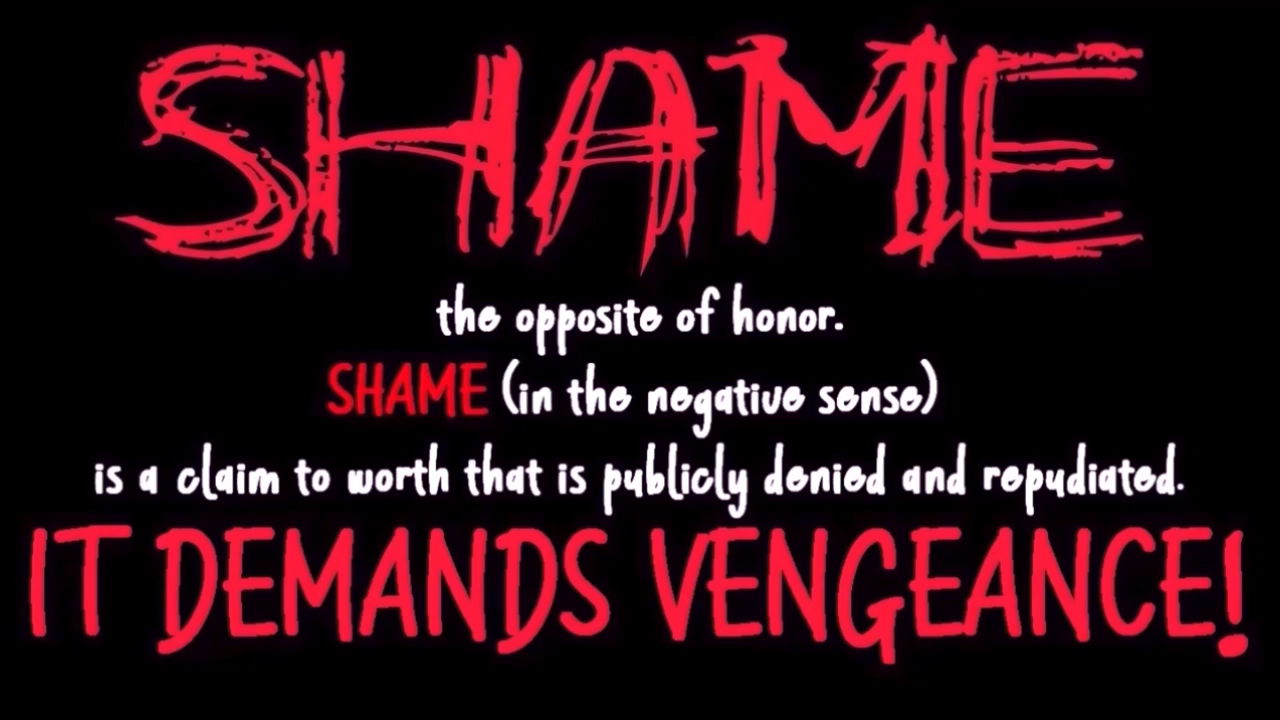 SHAME
the opposite of honor.
SHAME (in the negative sense)
is a claim to worth that is publicly denied and repudiated.
IT DEMANDS VENGEANCE!